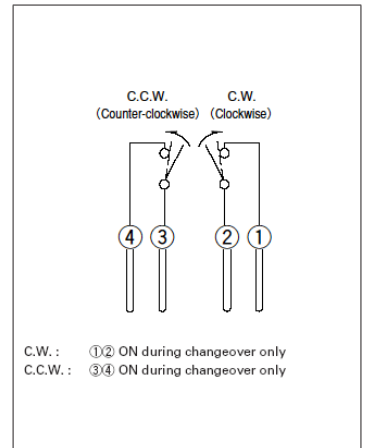 C.C.W. C.W.
(Counter-clockwise) (Clockwise)
④ ③ ② ①
C.W. : ①② ON during changeover only
C.C.W. : ③④ ON during changeover only